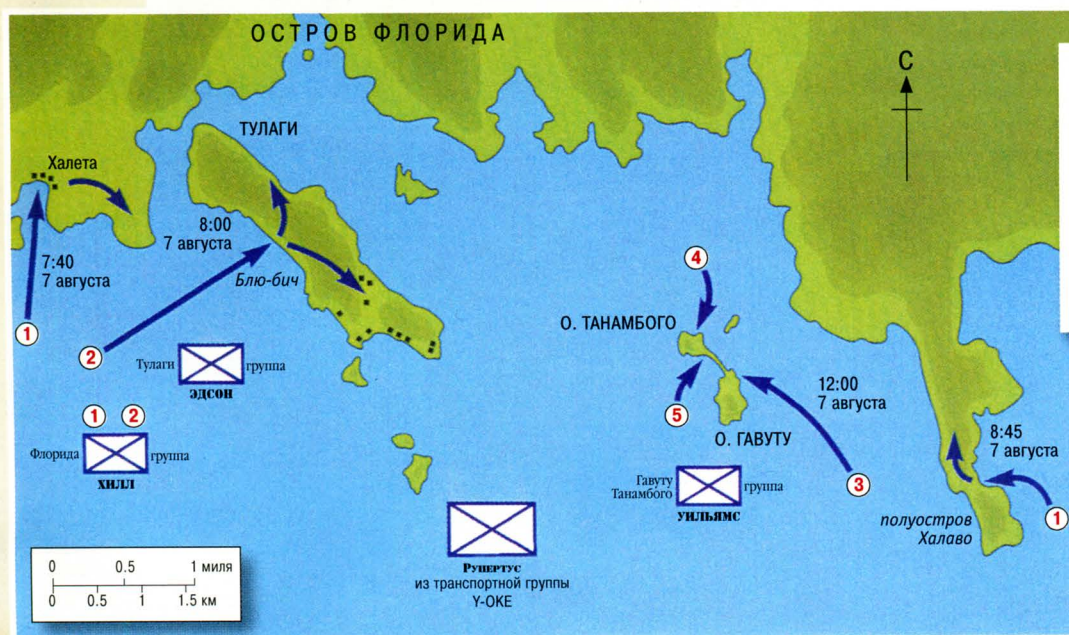 ОСТРОВ ФЛОРИДА
С
ТУЛАГИ
Халета
8:00
7 августа
7:40
7 августа
Блю-бич
1
2
Тулаги группа
ЭДСОН
1 2
Флорида группа
ХИЛЛ
4
О. ТАНАМБОГО
5
О. ГАВУТУ
12:00
7 августа
3
8:45
7 августа
1
полуостров
Халаво
Гавуту
Танамбого группа
УИЛЬЯМС
РУПЕРТУС
из транспортной группы
Y-ОКЕ
0 0.5 1 миля
0 0.5 1 1.5 км